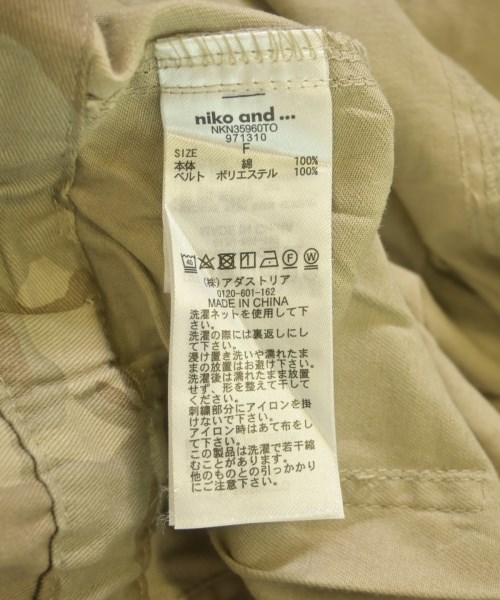 niko and ...
NKN35960TO
971310
SIZE F
本体 綿 100%
ベルト ポリエステル 100%
40 F W
(株)アダストリア
0120-601-162
MADE IN CHINA
洗濯ネットを使用して下
さい。
洗濯の際には裏返しにし
て下さい。
浸け置き洗いや濡れたま
まの放置はお避け下さい。
洗濯後は濡れたまま放置
せず、形を整えて干して
ください。
刺繍部分にアイロンを掛
けないで下さい。
アイロン時はあて布をし
て下さい。
この製品は洗濯で若干縮
むことがあります。
他のものとの引っかかり
にご注意下さい。